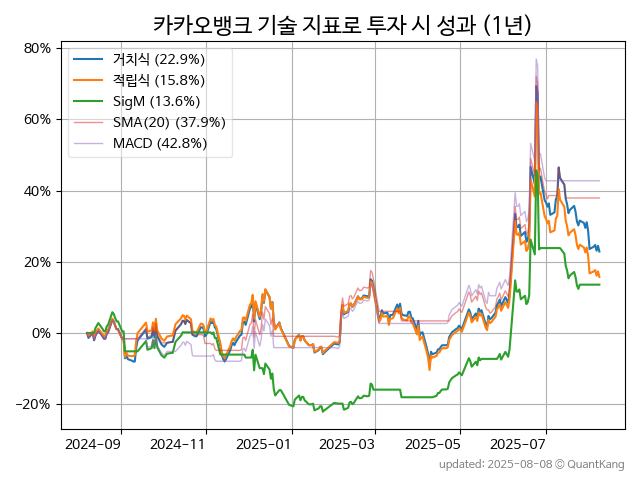 카카오뱅크 기술 지표로 투자 시 성과 (1년)
80%
60%
40%
20%
0%
−20%
거치식 (22.9%)
적립식 (15.8%)
SigM (13.6%)
SMA(20) (37.9%)
MACD (42.8%)
2024-09
2024-11
2025-01
2025-03
2025-05
2025-07
updated: 2025-08-08 ⓒ QuantKang